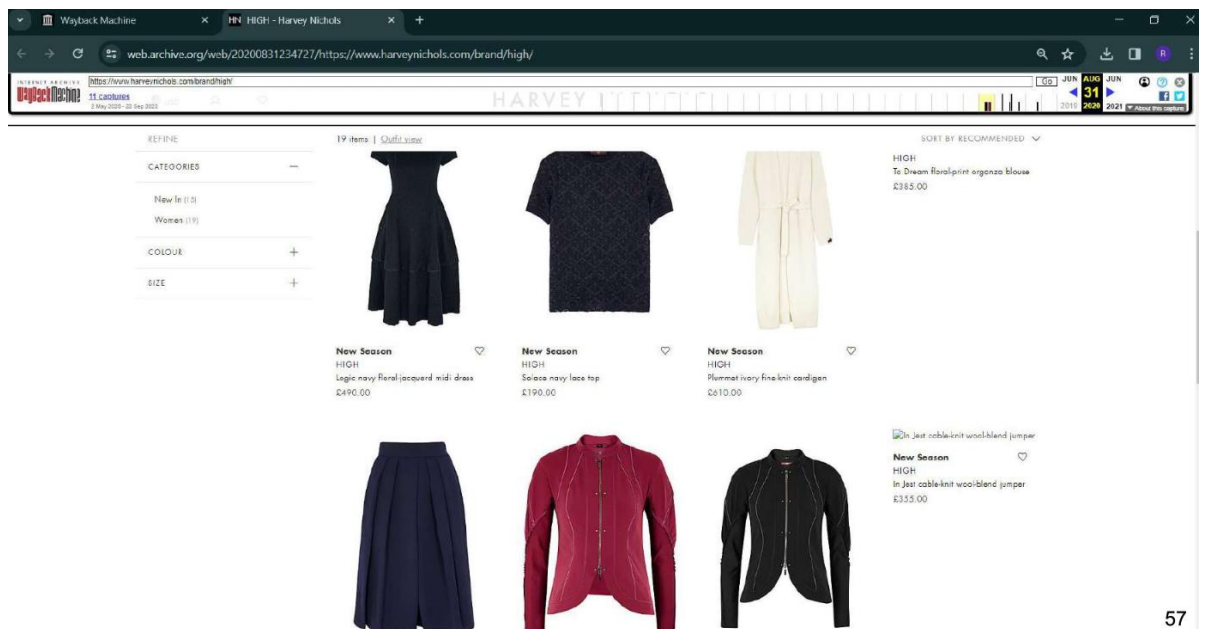 Wayback Machine
HN HIGH - Harvey Nichols
web.archive.org/web/20200831234727/https://www.harveynichols.com/brand/high/
R
INTERNET ARCHIVE
WayBackMachine
https://www.harveynichols.com/brand/high/
Go
JUN AUG JUN
11 captures
2 May 2020 - 22 Sep 2023
31
2019 2020 2021
About this capture
HARVEY
REFINE
19 items | Outfit view
SORT BY RECOMMENDED
CATEGORIES
New In (13)
Women (19)
COLOUR
SIZE
HIGH
To Dream floral-print organza blouse
£385.00
New Season
HIGH
Logic navy floral-jacquard midi dress
£490.00
New Season
HIGH
Solace navy lace top
£190.00
New Season
HIGH
Plummet ivory fine-knit cardigan
£610.00
In Jest cable-knit wool-blend jumper
New Season
HIGH
In Jest cable-knit wool-blend jumper
£355.00
57